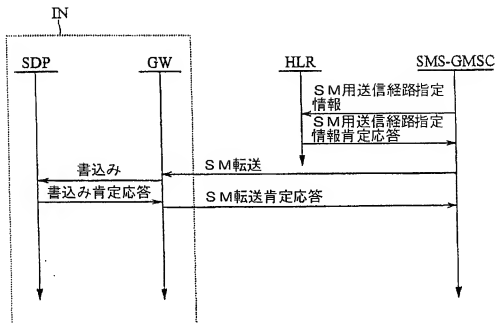 IN
SDP
GW
HLR
SMS-GMSC
SM用送信経路指定
情報
SM用送信経路指定
情報肯定応答
SM転送
書込み
書込み肯定応答
SM転送肯定応答